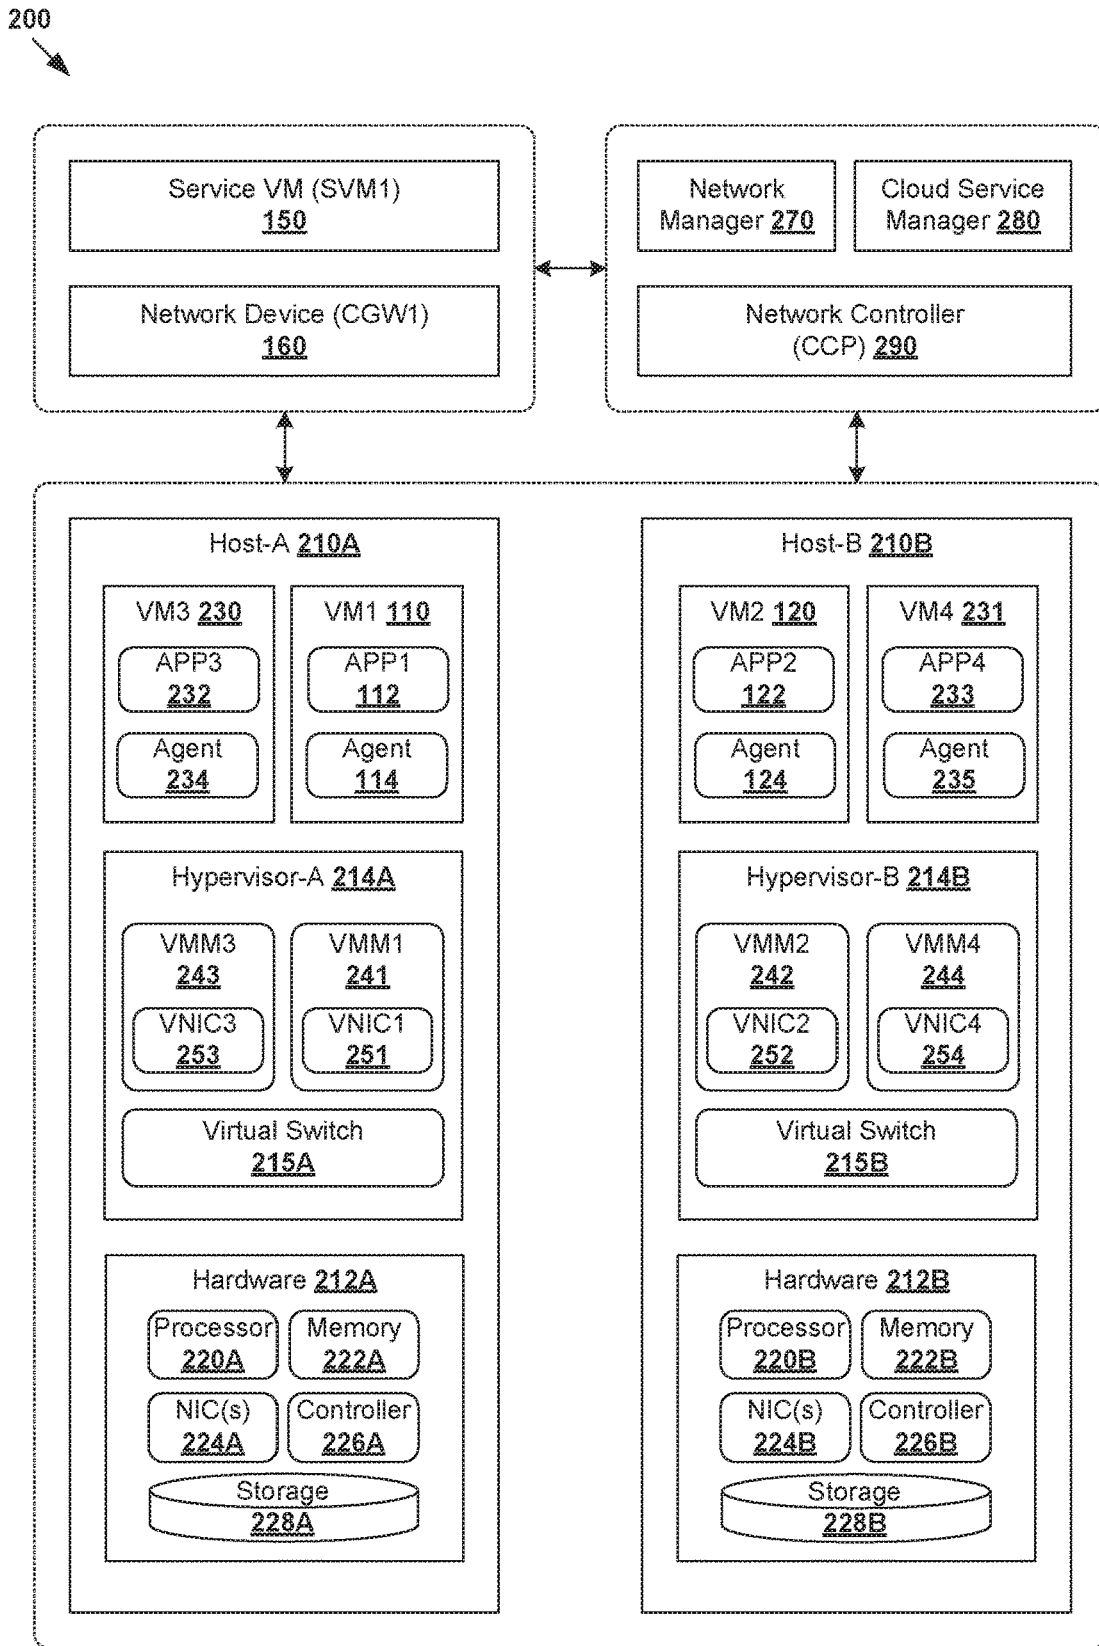 200
Service VM (SVM1)
150
Network Device (CGW1)
160
Network
Manager 270
Cloud Service
Manager 280
Network Controller
(CCP) 290
Host-A 210A
VM3 230
APP3
232
Agent
234
VM1 110
APP1
112
Agent
114
Hypervisor-A 214A
VMM3
243
VNIC3
253
VMM1
241
VNIC1
251
Virtual Switch
215A
Hardware 212A
Processor
220A
Memory
222A
NIC(s)
224A
Controller
226A
Storage
228A
Host-B 210B
VM2 120
APP2
122
Agent
124
VM4 231
APP4
233
Agent
235
Hypervisor-B 214B
VMM2
242
VNIC2
252
VMM4
244
VNIC4
254
Virtual Switch
215B
Hardware 212B
Processor
220B
Memory
222B
NIC(s)
224B
Controller
226B
Storage
228B